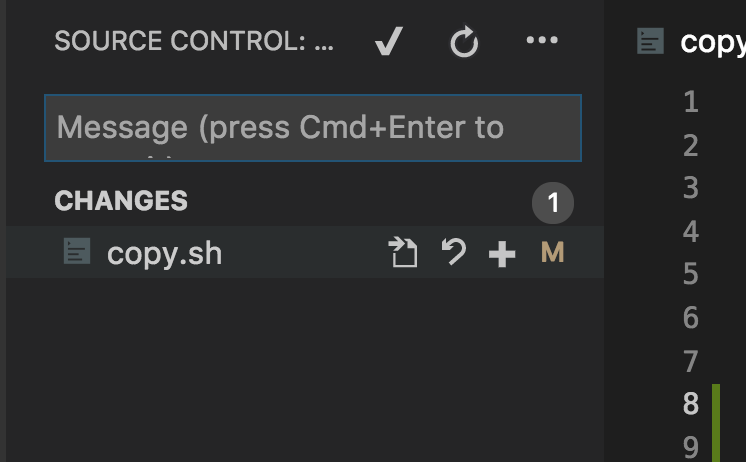 SOURCE CONTROL: ...
Message (press Cmd+Enter to
CHANGES
1
copy.sh
M
copy
1
2
3
4
5
6
7
8
9